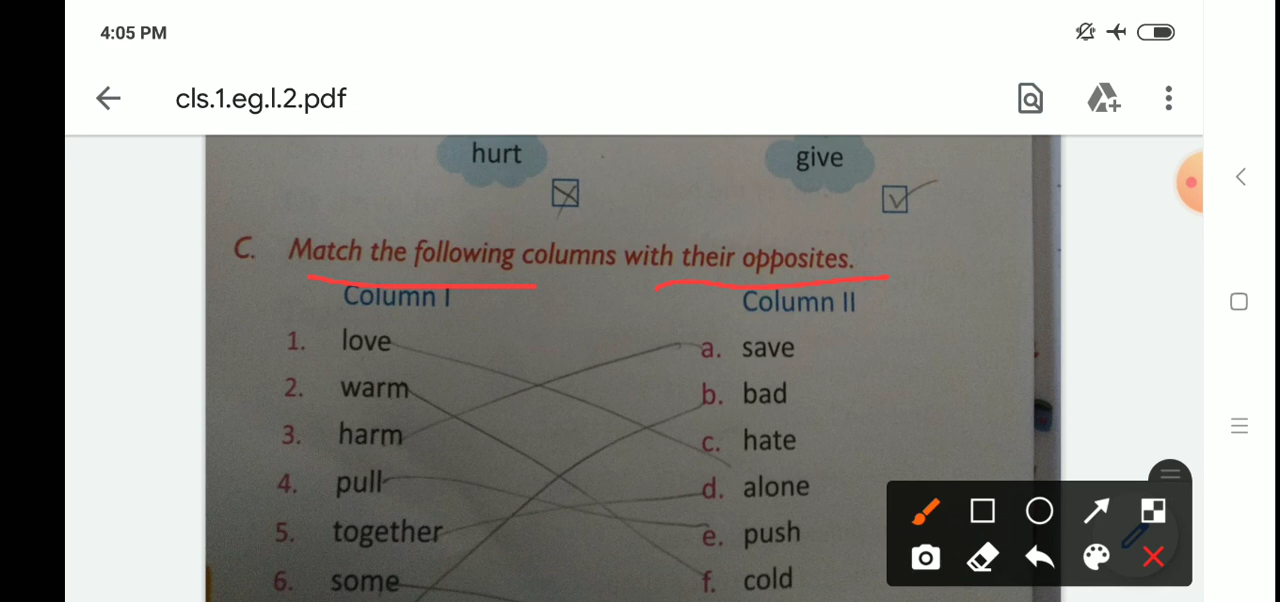 4:05 PM
cls.1.eg.l.2.pdf
hurt
give
C. Match the following columns with their opposites.
Column I
Column II
1. love
a. save
2. warm
b. bad
3. harm
c. hate
4. pull
d. alone
5. together
e. push
6. some
f. cold